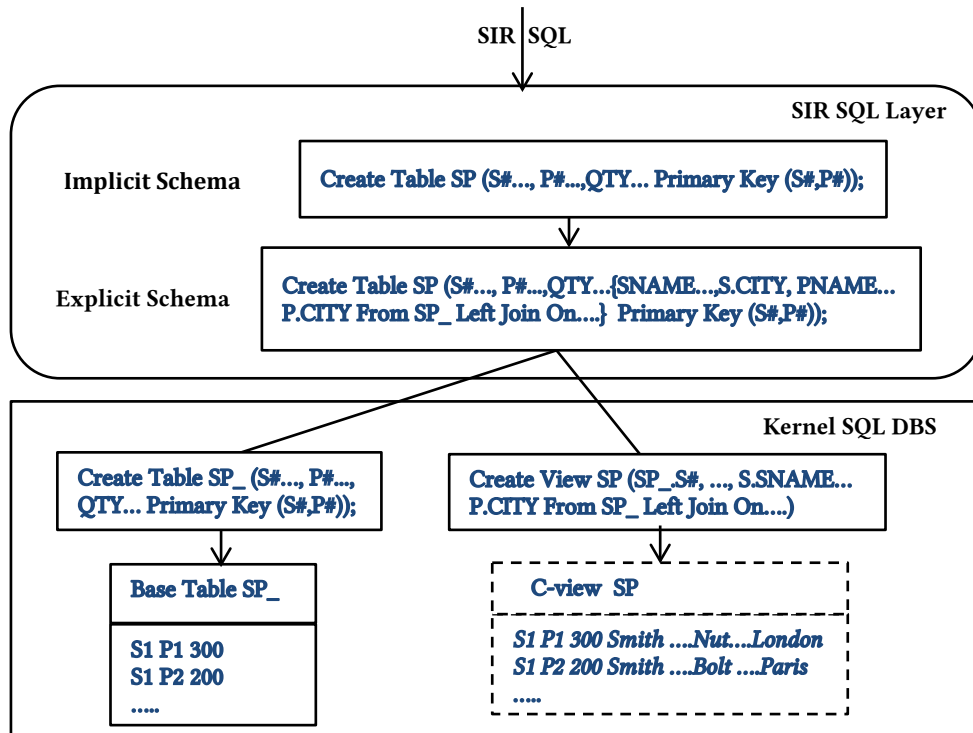 SIR SQL
SIR SQL Layer
Implicit Schema
Create Table SP (S#…, P#...,QTY… Primary Key (S#,P#));
Explicit Schema
Create Table SP (S#…, P#...,QTY…{SNAME…,S.CITY, PNAME…
P.CITY From SP_ Left Join On….} Primary Key (S#,P#));
Kernel SQL DBS
Create Table SP_ (S#…, P#...,
QTY… Primary Key (S#,P#));
Create View SP (SP_.S#, …, S.SNAME…
P.CITY From SP_ Left Join On….)
Base Table SP_
S1 P1 300
S1 P2 200
…..
C-view SP
S1 P1 300 Smith ….Nut….London
S1 P2 200 Smith ….Bolt ….Paris
…..